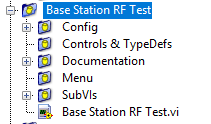 Base Station RF Test
Config
Controls & TypeDefs
Documentation
Menu
SubVIs
Base Station RF Test.vi